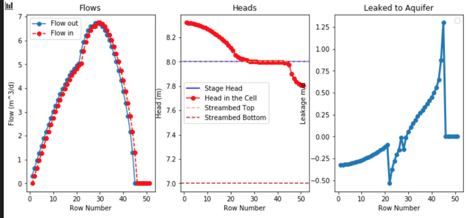 Flows
Flow out
Flow in
Flow (m^3/d)
7
6
5
4
3
2
1
0
0 10 20 30 40 50
Row Number
Heads
Head (m)
8.2
8.0
7.8
7.6
7.4
7.2
7.0
Stage Head
Head in the Cell
Streambed Top
Streambed Bottom
0 10 20 30 40 50
Row Number
Leaked to Aquifer
Leakage m
1.25
1.00
0.75
0.50
0.25
0.00
−0.25
−0.50
0 10 20 30 40 50
Row Number